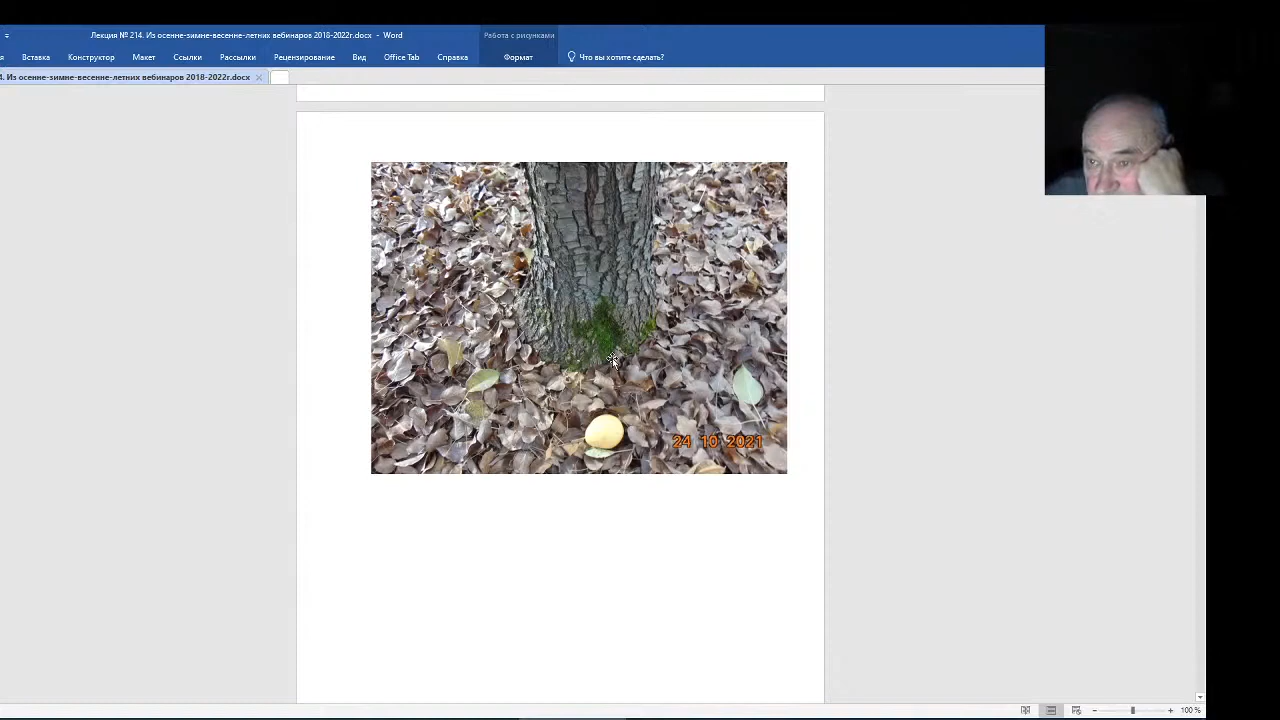 Лекция № 214. Из осенне-зимне-весенне-летних вебинаров 2018-2022г.docx - Word
Работа с рисунками
Вставка Конструктор Макет Ссылки Рассылки Рецензирование Вид Office Tab Справка Формат Что вы хотите сделать?
4. Из осенне-зимне-весенне-летних вебинаров 2018-2022г.docx
24 10 2021
100 %